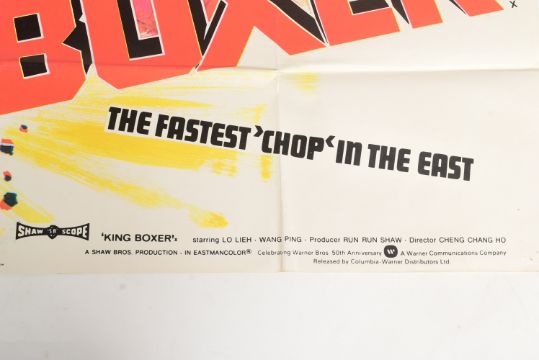 BOXER
X
THE FASTEST ›CHOP‹ IN THE EAST
SHAW SCOPE
'KING BOXER': starring LO LIEH · WANG PING · Producer RUN RUN SHAW · Director CHENG CHANG HO
A SHAW BROS. PRODUCTION · IN EASTMANCOLOR® Celebrating Warner Bros. 50th Anniversary A Warner Communications Company
Released by Columbia-Warner Distributors Ltd.